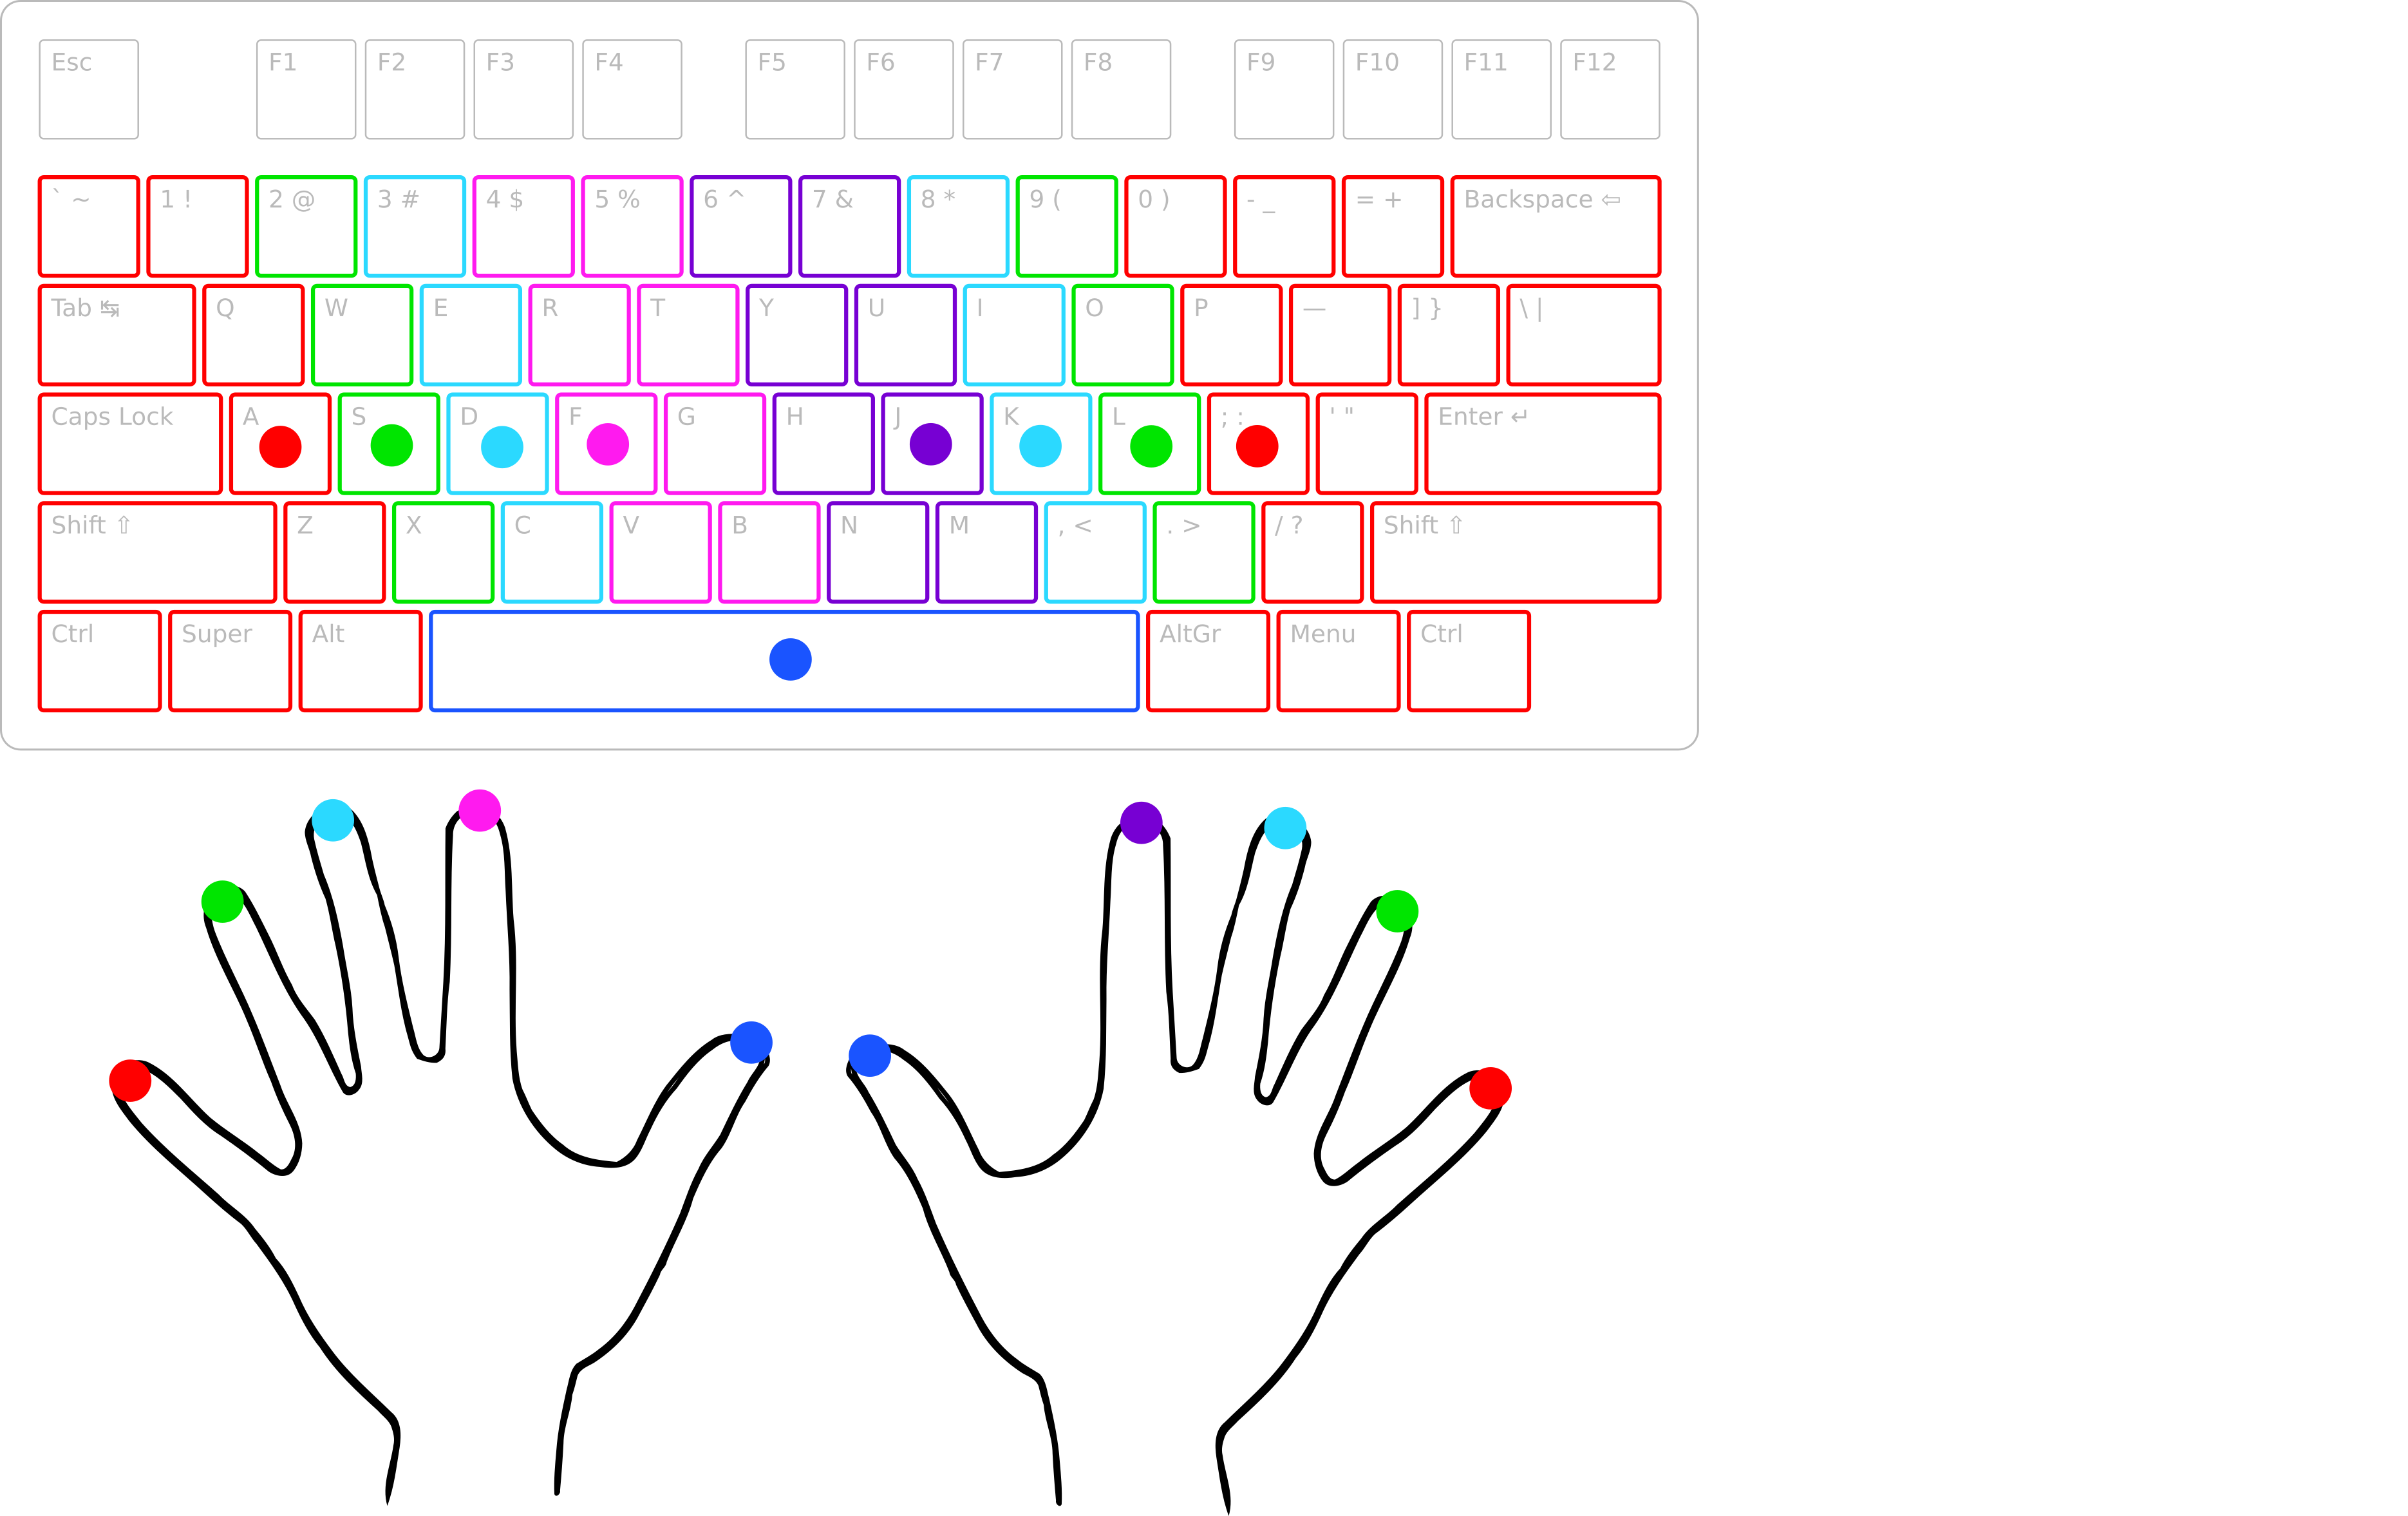 Esc F1 F2 F3 F4 F5 F6 F7 F8 F9 F10 F11 F12
` ~ 1 ! 2 @ 3 # 4 $ 5 % 6 ^ 7 & 8 * 9 ( 0 ) - _ = + Backspace ⇦
Tab ↹ Q W E R T Y U I O P — ] } \ |
Caps Lock A S D F G H J K L ; : ' " Enter ↵
Shift ⇧ Z X C V B N M , < . > / ? Shift ⇧
Ctrl Super Alt AltGr Menu Ctrl